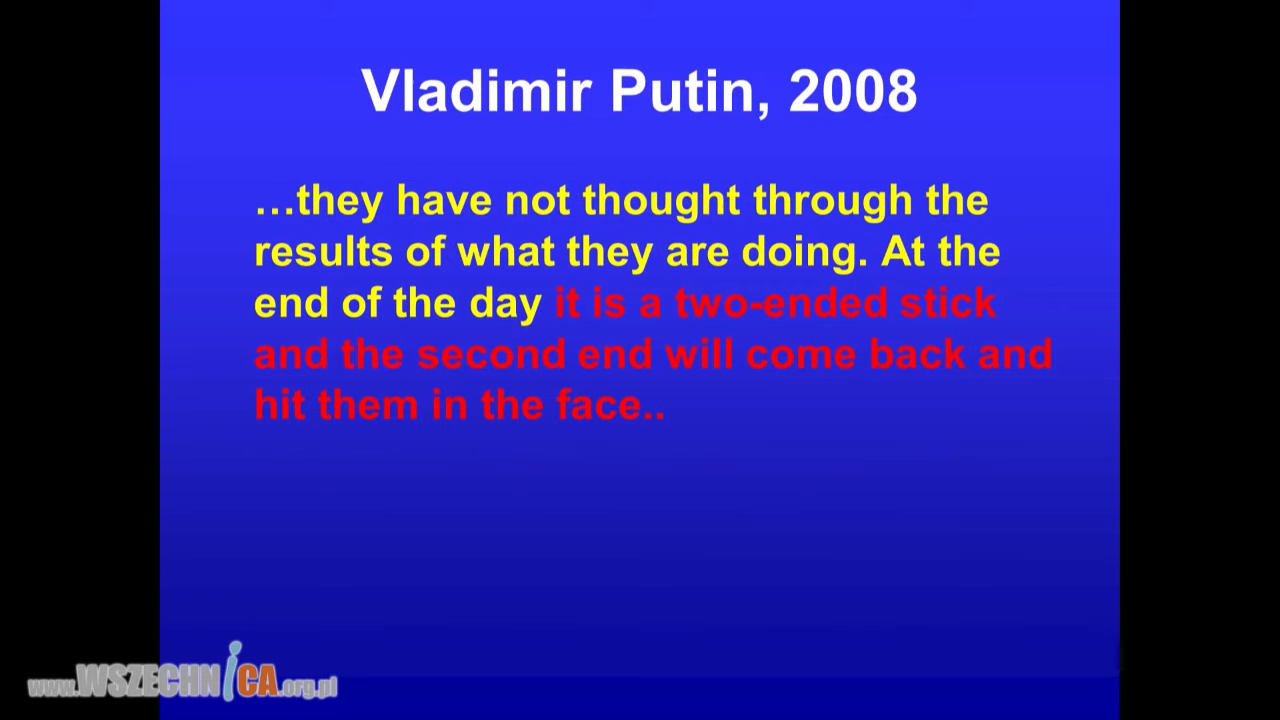 Vladimir Putin, 2008
…they have not thought through the
results of what they are doing. At the
end of the day it is a two-ended stick
and the second end will come back and
hit them in the face..
www.WSZECHNiCA.org.pl